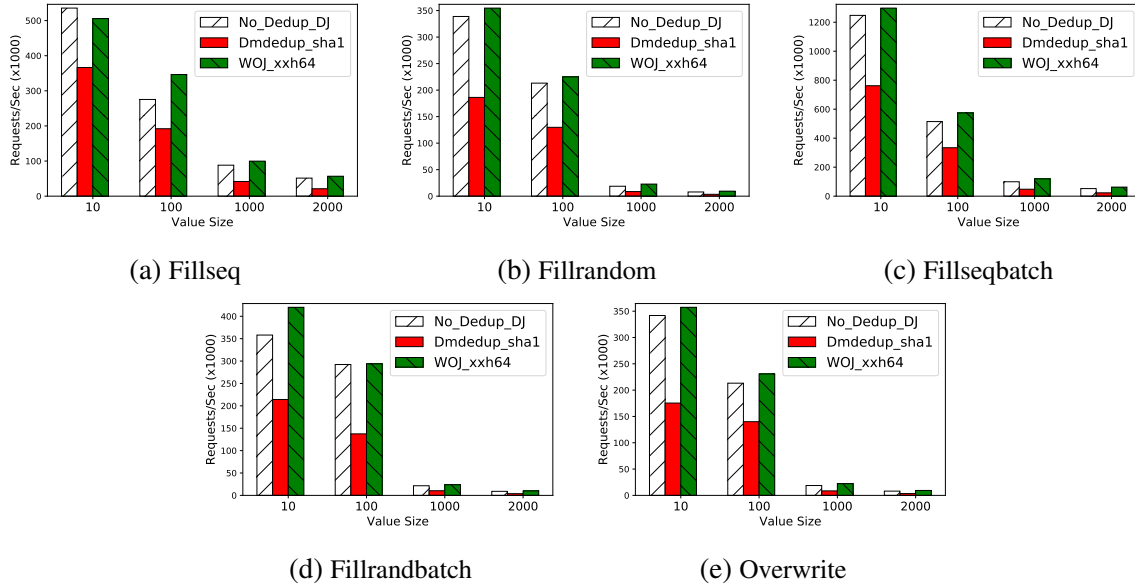 Requests/Sec (x1000)
500
400
300
200
100
0
No_Dedup_DJ
Dmdedup_sha1
WOJ_xxh64
10
100
1000
2000
Value Size
(a) Fillseq
Requests/Sec (x1000)
350
300
250
200
150
100
50
0
No_Dedup_DJ
Dmdedup_sha1
WOJ_xxh64
10
100
1000
2000
Value Size
(b) Fillrandom
Requests/Sec (x1000)
1200
1000
800
600
400
200
0
No_Dedup_DJ
Dmdedup_sha1
WOJ_xxh64
10
100
1000
2000
Value Size
(c) Fillseqbatch
Requests/Sec (x1000)
400
350
300
250
200
150
100
50
0
No_Dedup_DJ
Dmdedup_sha1
WOJ_xxh64
10
100
1000
2000
Value Size
(d) Fillrandbatch
Requests/Sec (x1000)
350
300
250
200
150
100
50
0
No_Dedup_DJ
Dmdedup_sha1
WOJ_xxh64
10
100
1000
2000
Value Size
(e) Overwrite